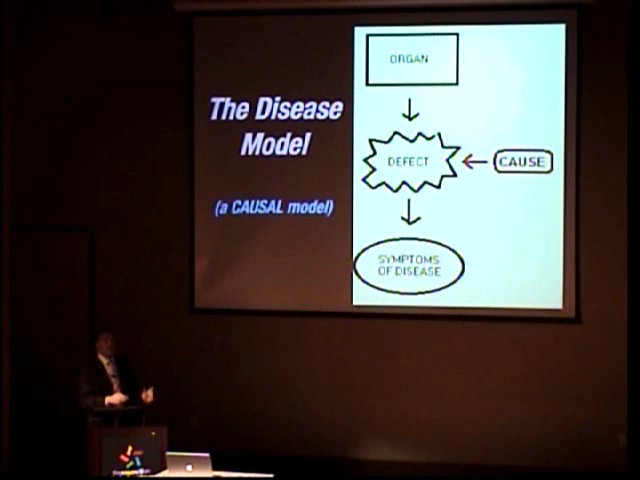 The Disease
Model
(a CAUSAL model)
ORGAN
DEFECT
CAUSE
SYMPTOMS
OF DISEASE